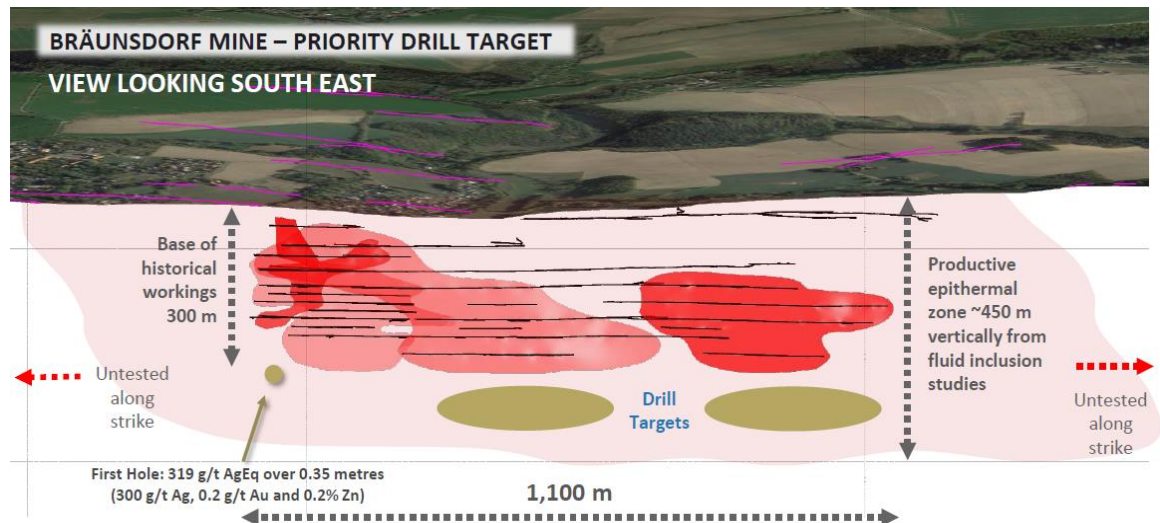 BRÄUNSDORF MINE – PRIORITY DRILL TARGET
VIEW LOOKING SOUTH EAST
Base of
historical
workings
300 m
Productive
epithermal
zone ~450 m
vertically from
fluid inclusion
studies
Untested
along
strike
Drill
Targets
Untested
along
strike
First Hole: 319 g/t AgEq over 0.35 metres
(300 g/t Ag, 0.2 g/t Au and 0.2% Zn)
1,100 m